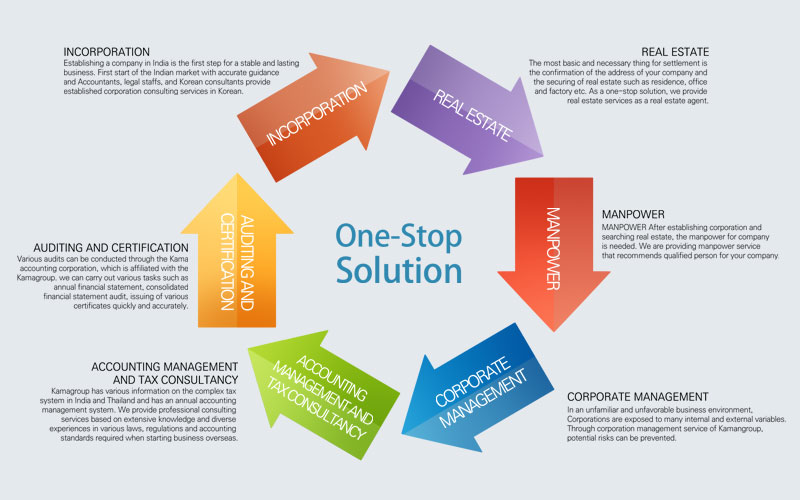 INCORPORATION
Establishing a company in India is the first step for a stable and lasting
business. First start of the Indian market with accurate guidance
and Accountants, legal staffs, and Korean consultants provide
established corporation consulting services in Korean.
INCORPORATION
REAL ESTATE
REAL ESTATE
The most basic and necessary thing for settlement is
the confirmation of the address of your company and
the securing of real estate such as residence, office
and factory etc. As a one-stop solution, we provide
real estate services as a real estate agent.
MANPOWER
MANPOWER
MANPOWER After establishing corporation and
searching real estate, the manpower for company
is needed. We are providing manpower service
that recommends qualified person for your company.
One-Stop
Solution
AUDITING AND CERTIFICATION
Various audits can be conducted through the Kama
accounting corporation, which is affiliated with the
Kamagroup. we can carry out various tasks such as
annual financial statement, consolidated
financial statement audit, issuing of various
certificates quickly and accurately.
AUDITING AND
CERTIFICATION
ACCOUNTING MANAGEMENT
AND TAX CONSULTANCY
Kamagroup has various information on the complex tax
system in India and Thailand and has an annual accounting
management system. We provide professional consulting
services based on extensive knowledge and diverse
experiences in various laws, regulations and accounting
standards required when starting business overseas.
ACCOUNTING
MANAGEMENT AND
TAX CONSULTANCY
CORPORATE
MANAGEMENT
CORPORATE MANAGEMENT
In an unfamiliar and unfavorable business environment,
Corporations are exposed to many internal and external variables.
Through corporation management service of Kamangroup,
potential risks can be prevented.